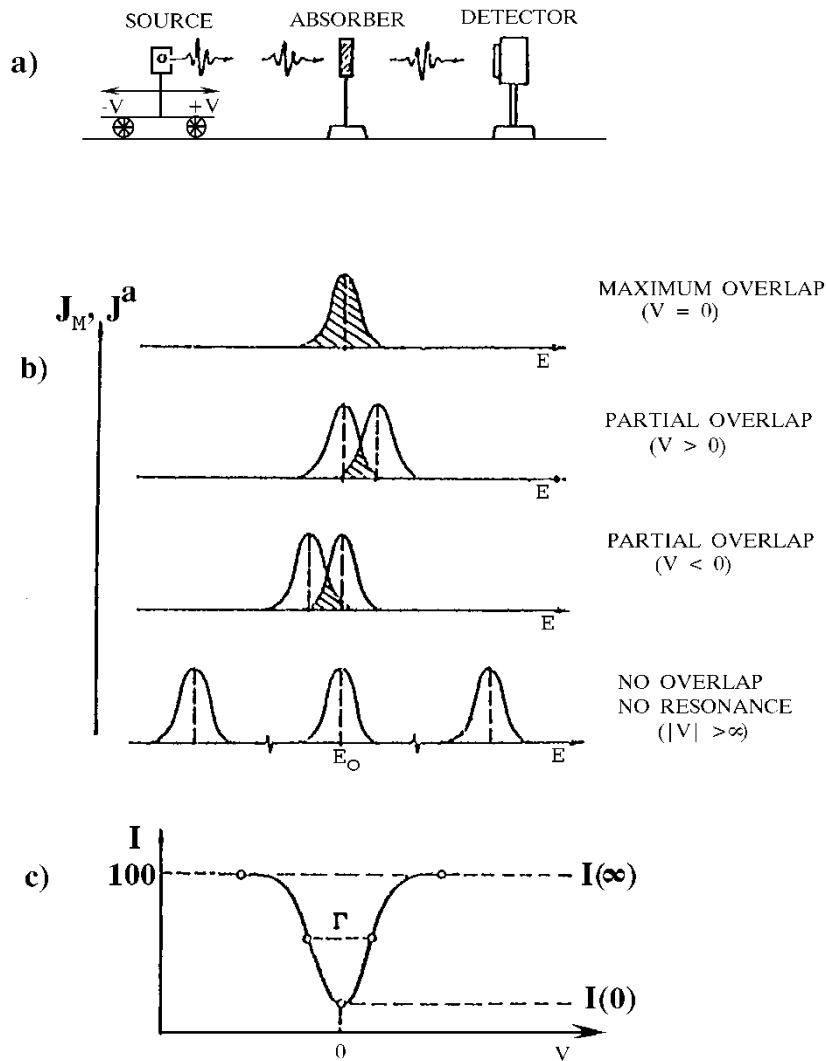 SOURCE
ABSORBER
DETECTOR
a)
-V
+V
J_M, J^a
MAXIMUM OVERLAP
(V = 0)
E
b)
PARTIAL OVERLAP
(V > 0)
E
PARTIAL OVERLAP
(V < 0)
E
NO OVERLAP
NO RESONANCE
(|V| >∞)
E_O
E
I
c)
100
I(∞)
Γ
I(0)
0
V